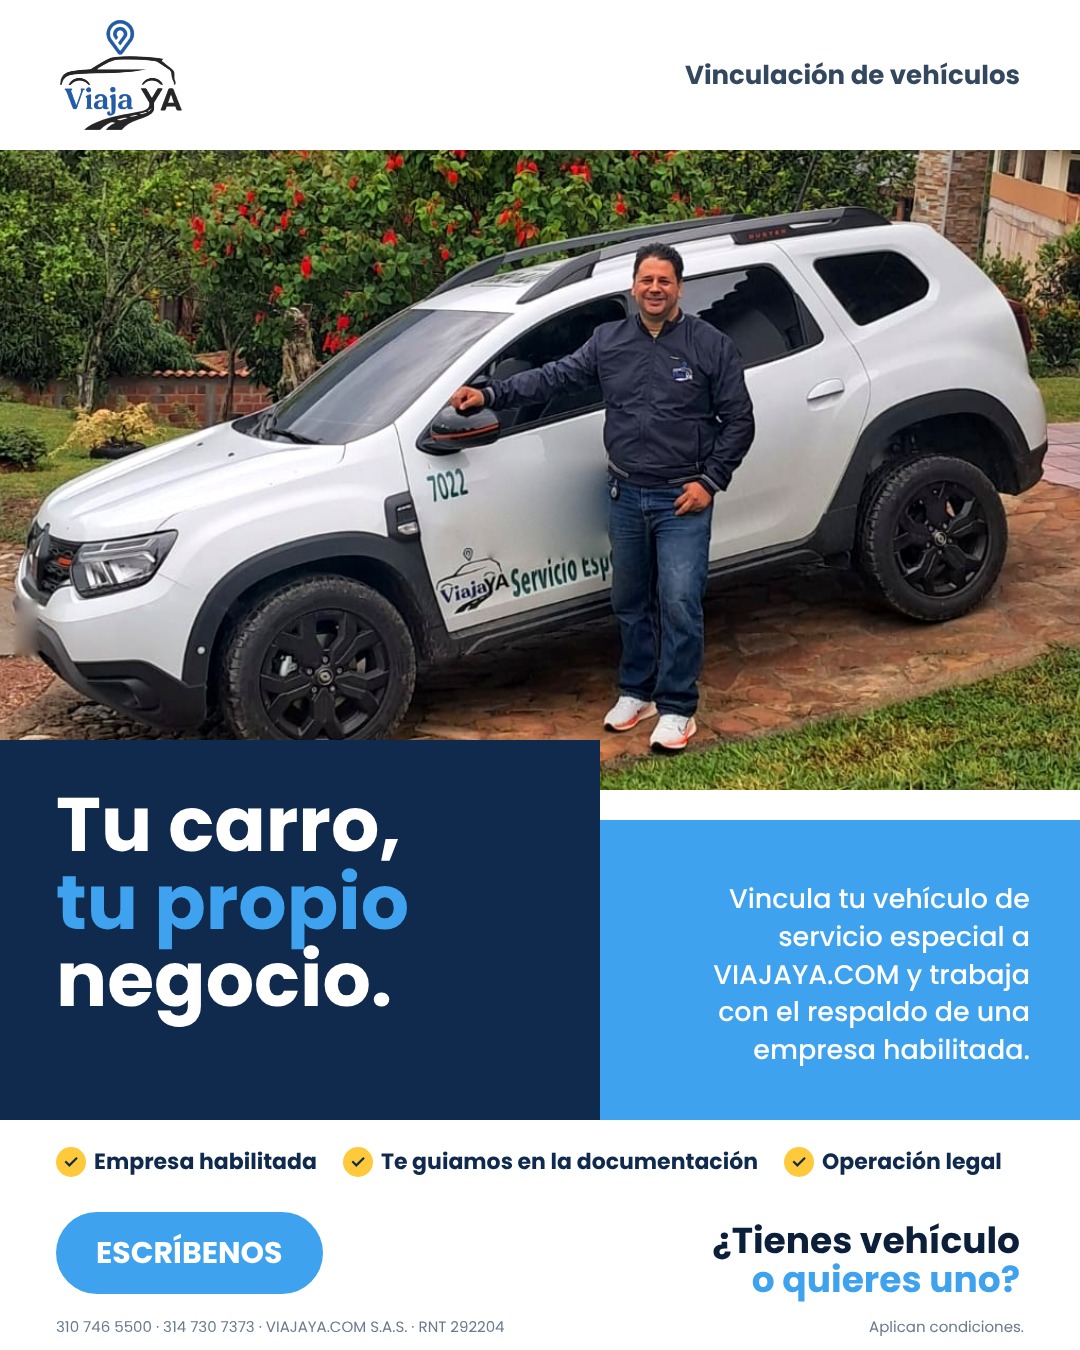 Viaja YA
Vinculación de vehículos
DUSTER
7022
ViajaYA Servicio Esp
Tu carro,
tu propio
negocio.
Vincula tu vehículo de
servicio especial a
VIAJAYA.COM y trabaja
con el respaldo de una
empresa habilitada.
Empresa habilitada
Te guiamos en la documentación
Operación legal
ESCRÍBENOS
¿Tienes vehículo
o quieres uno?
310 746 5500 · 314 730 7373 · VIAJAYA.COM S.A.S. · RNT 292204
Aplican condiciones.